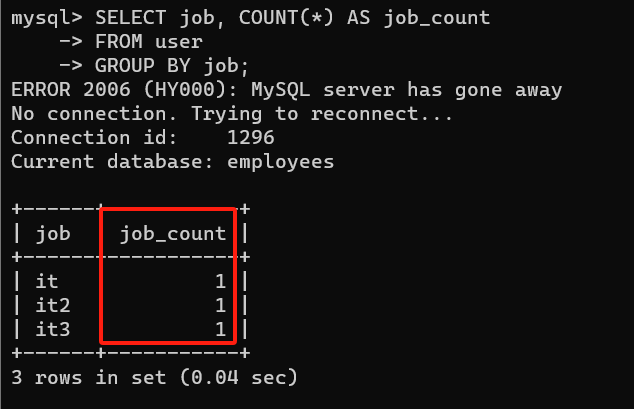 mysql> SELECT job, COUNT(*) AS job_count
    -> FROM user
    -> GROUP BY job;
ERROR 2006 (HY000): MySQL server has gone away
No connection. Trying to reconnect...
Connection id:    1296
Current database: employees

+------+-----------+
| job  | job_count |
+------+-----------+
| it   |         1 |
| it2  |         1 |
| it3  |         1 |
+------+-----------+
3 rows in set (0.04 sec)